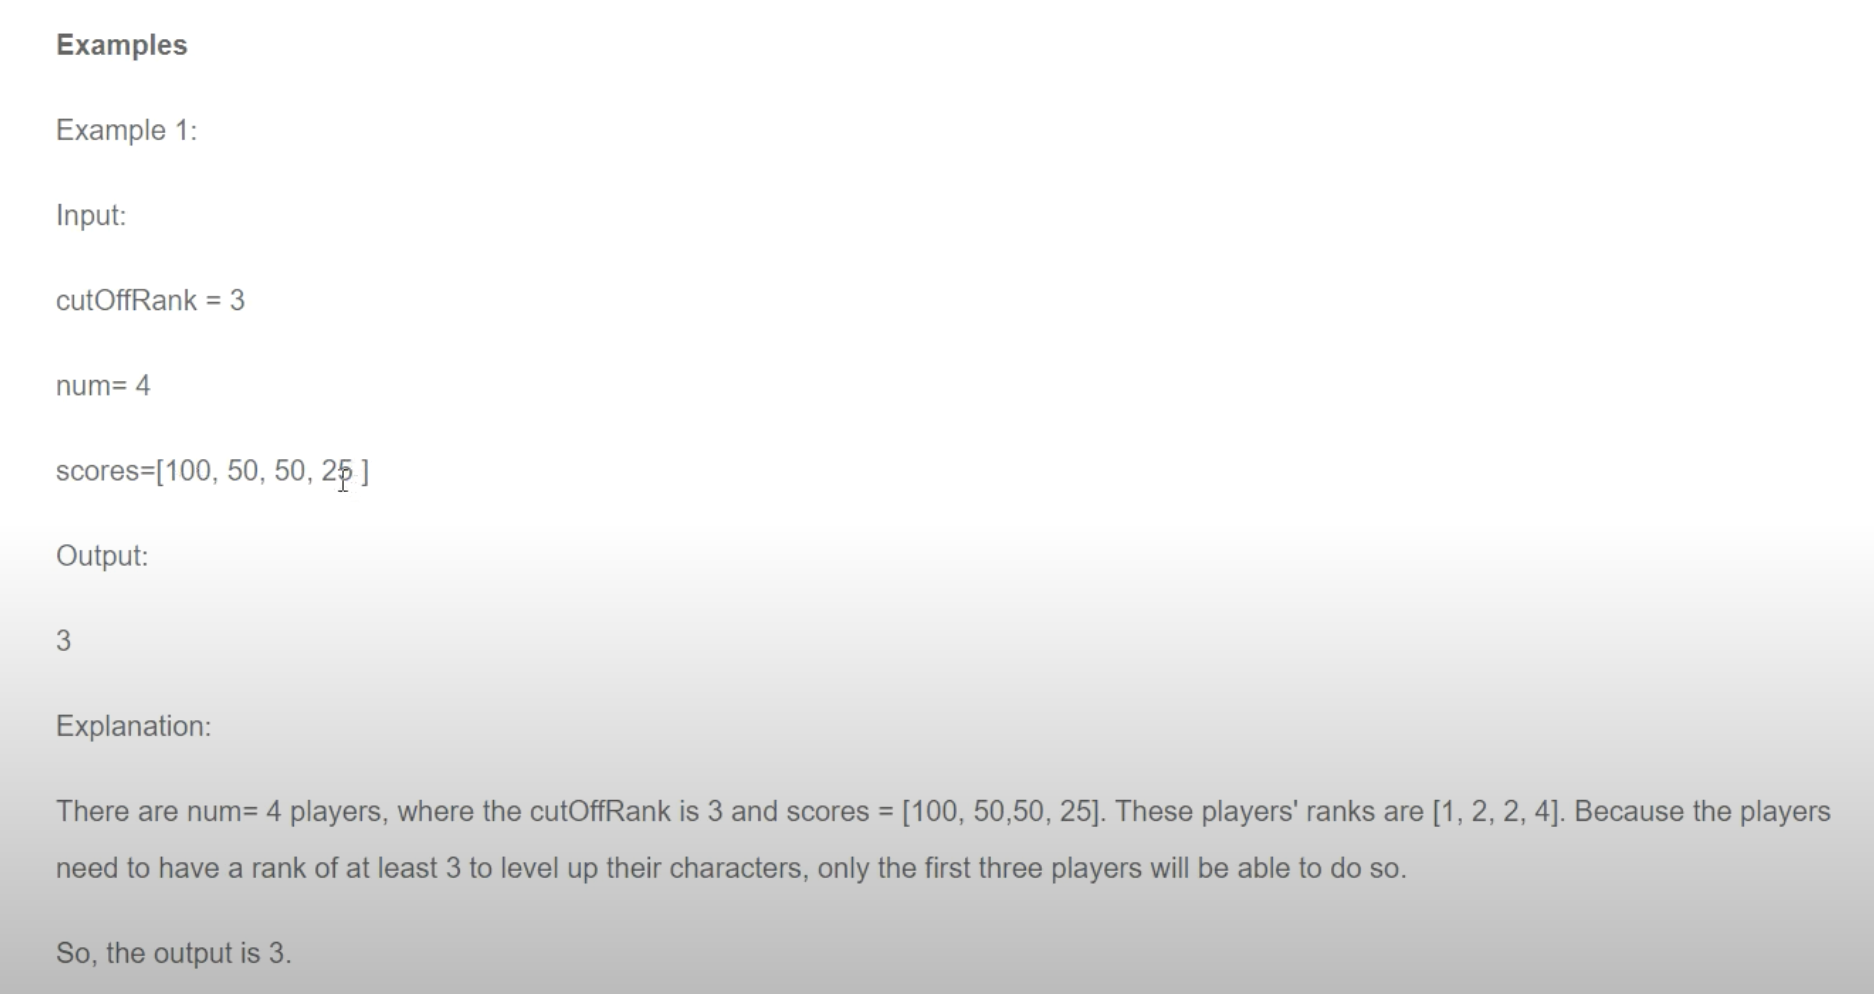 Examples
Example 1:
Input:
cutOffRank = 3
num= 4
scores=[100, 50, 50, 25 ]
Output:
3
Explanation:
There are num= 4 players, where the cutOffRank is 3 and scores = [100, 50,50, 25]. These players' ranks are [1, 2, 2, 4]. Because the players
need to have a rank of at least 3 to level up their characters, only the first three players will be able to do so.
So, the output is 3.